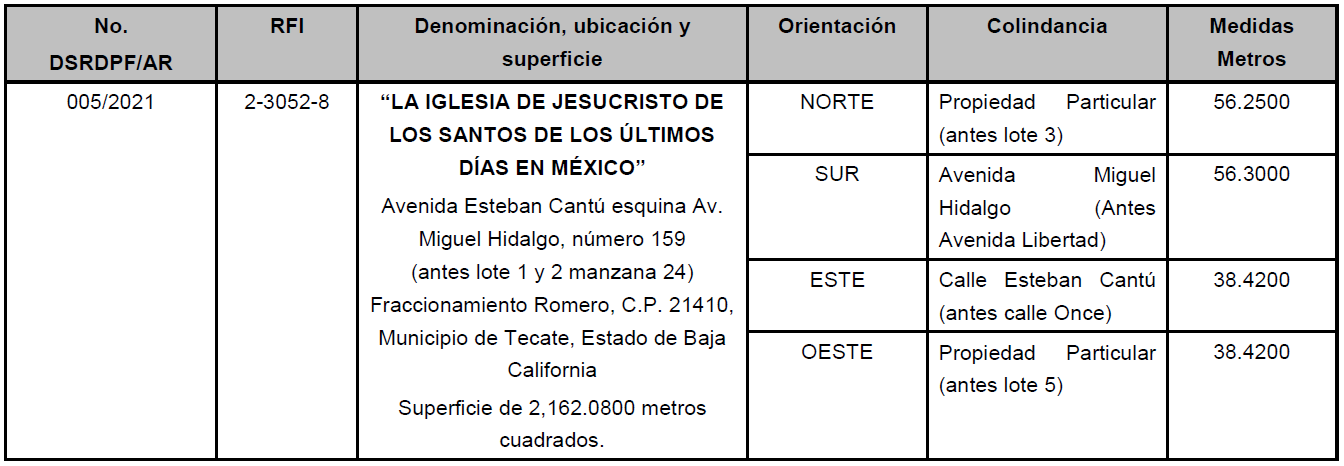 No.
DSRDPF/AR
RFI
Denominación, ubicación y
superficie
Orientación
Colindancia
Medidas
Metros
005/2021
2-3052-8
“LA IGLESIA DE JESUCRISTO DE
LOS SANTOS DE LOS ÚLTIMOS
DÍAS EN MÉXICO”
Avenida Esteban Cantú esquina Av.
Miguel Hidalgo, número 159
(antes lote 1 y 2 manzana 24)
Fraccionamiento Romero, C.P. 21410,
Municipio de Tecate, Estado de Baja
California
Superficie de 2,162.0800 metros
cuadrados.
NORTE
Propiedad Particular
(antes lote 3)
56.2500
SUR
Avenida Miguel
Hidalgo (Antes
Avenida Libertad)
56.3000
ESTE
Calle Esteban Cantú
(antes calle Once)
38.4200
OESTE
Propiedad Particular
(antes lote 5)
38.4200